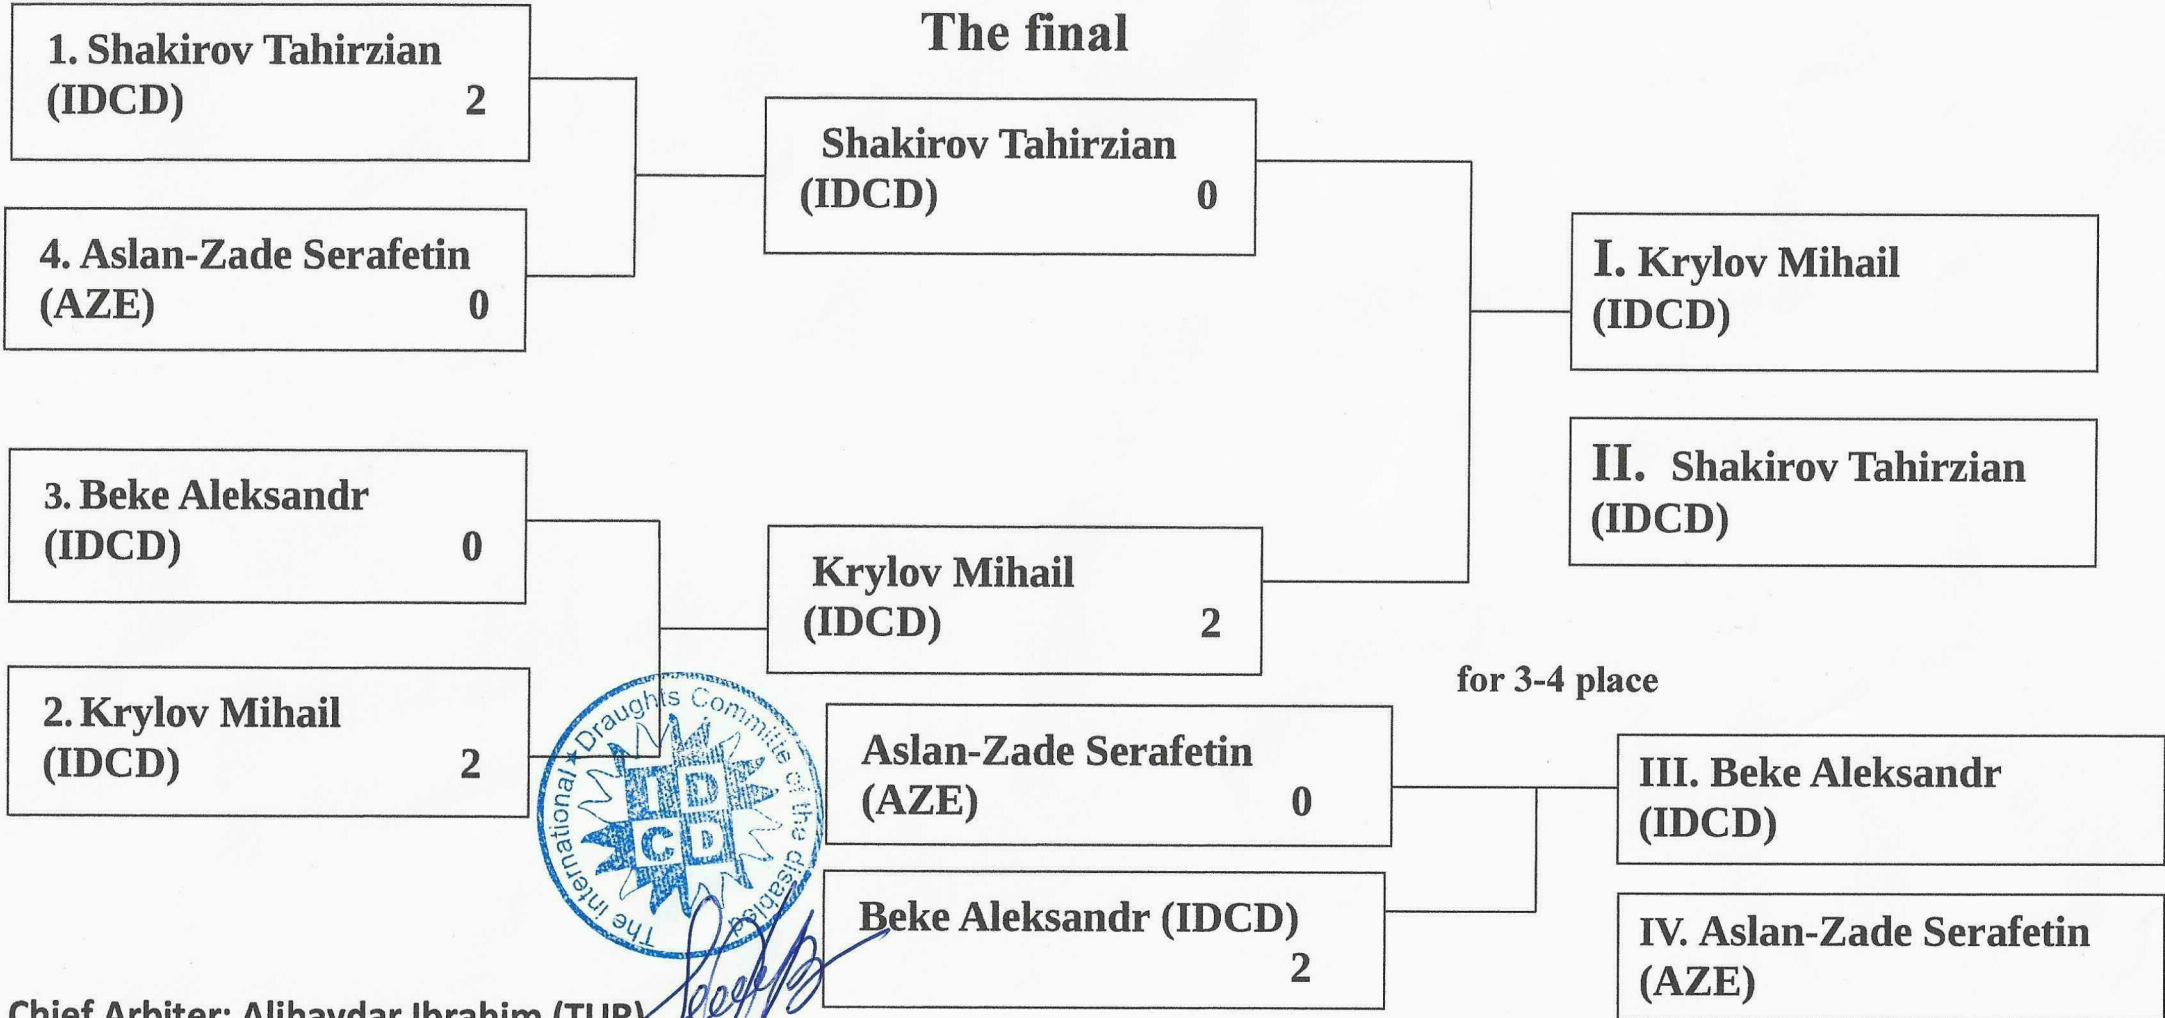 The final
1. Shakirov Tahirzian
(IDCD) 2
4. Aslan-Zade Serafetin
(AZE) 0
3. Beke Aleksandr
(IDCD) 0
2. Krylov Mihail
(IDCD) 2
Shakirov Tahirzian
(IDCD) 0
Krylov Mihail
(IDCD) 2
I. Krylov Mihail
(IDCD)
II. Shakirov Tahirzian
(IDCD)
for 3-4 place
Aslan-Zade Serafetin
(AZE) 0
Beke Aleksandr (IDCD)
2
III. Beke Aleksandr
(IDCD)
IV. Aslan-Zade Serafetin
(AZE)
The International ★ Draughts Committe of the disabled
ID
CD
Chief Arbiter: Alihaydar Ibrahim (TUR)